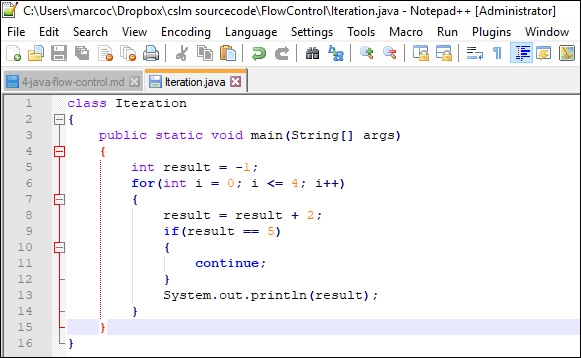 C:\Users\marcoc\Dropbox\cslm sourcecode\FlowControl\Iteration.java - Notepad++ [Administrator]
File Edit Search View Encoding Language Settings Macro Run Plugins Window
4-java-flow-control.md Iteration.java
1 class Iteration
2 {
3 public static void main(String[] args)
4 {
5 int result = -1;
6 for(int i = 0; i <= 4; i++)
7 {
8 result = result + 2;
9 if(result == 5)
10 {
11 continue;
12 }
13 System.out.println(result);
14 }
15 }
16 }